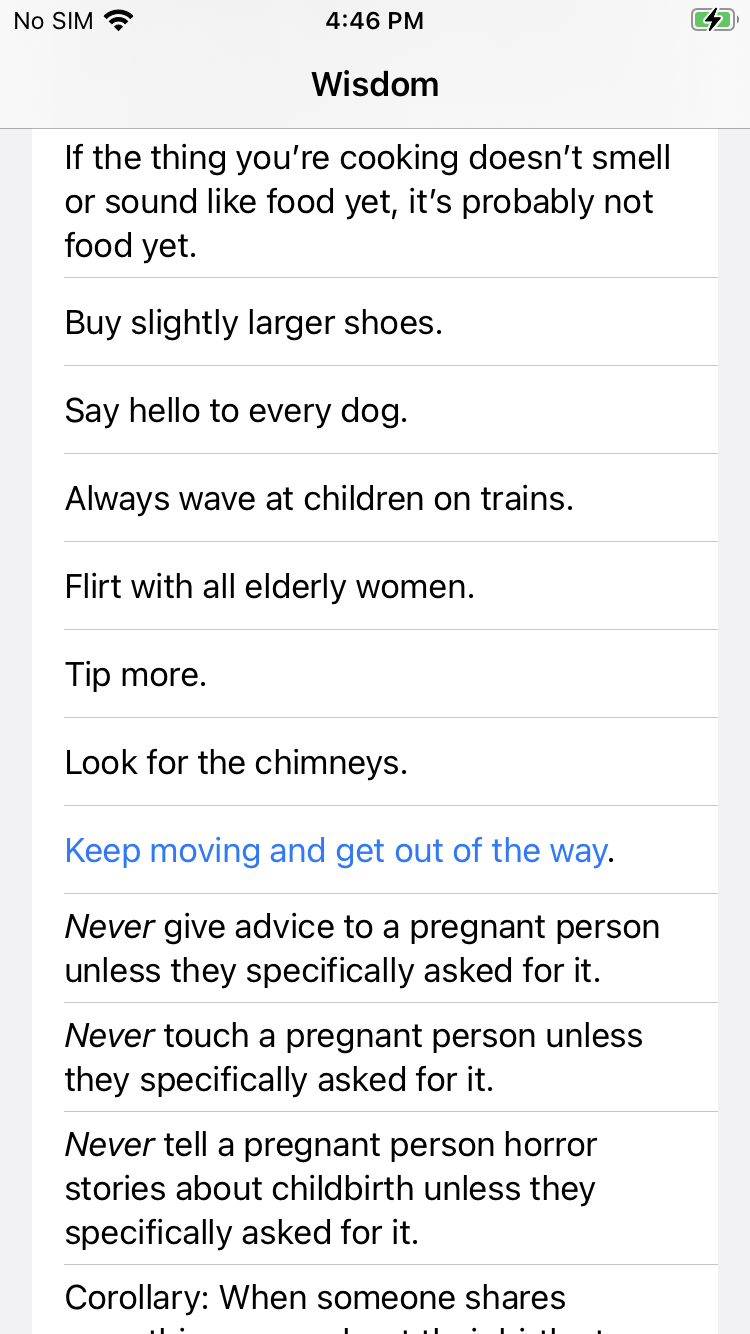 No SIM 4:46 PM
Wisdom
If the thing you’re cooking doesn’t smell
or sound like food yet, it’s probably not
food yet.
Buy slightly larger shoes.
Say hello to every dog.
Always wave at children on trains.
Flirt with all elderly women.
Tip more.
Look for the chimneys.
Keep moving and get out of the way.
Never give advice to a pregnant person
unless they specifically asked for it.
Never touch a pregnant person unless
they specifically asked for it.
Never tell a pregnant person horror
stories about childbirth unless they
specifically asked for it.
Corollary: When someone shares